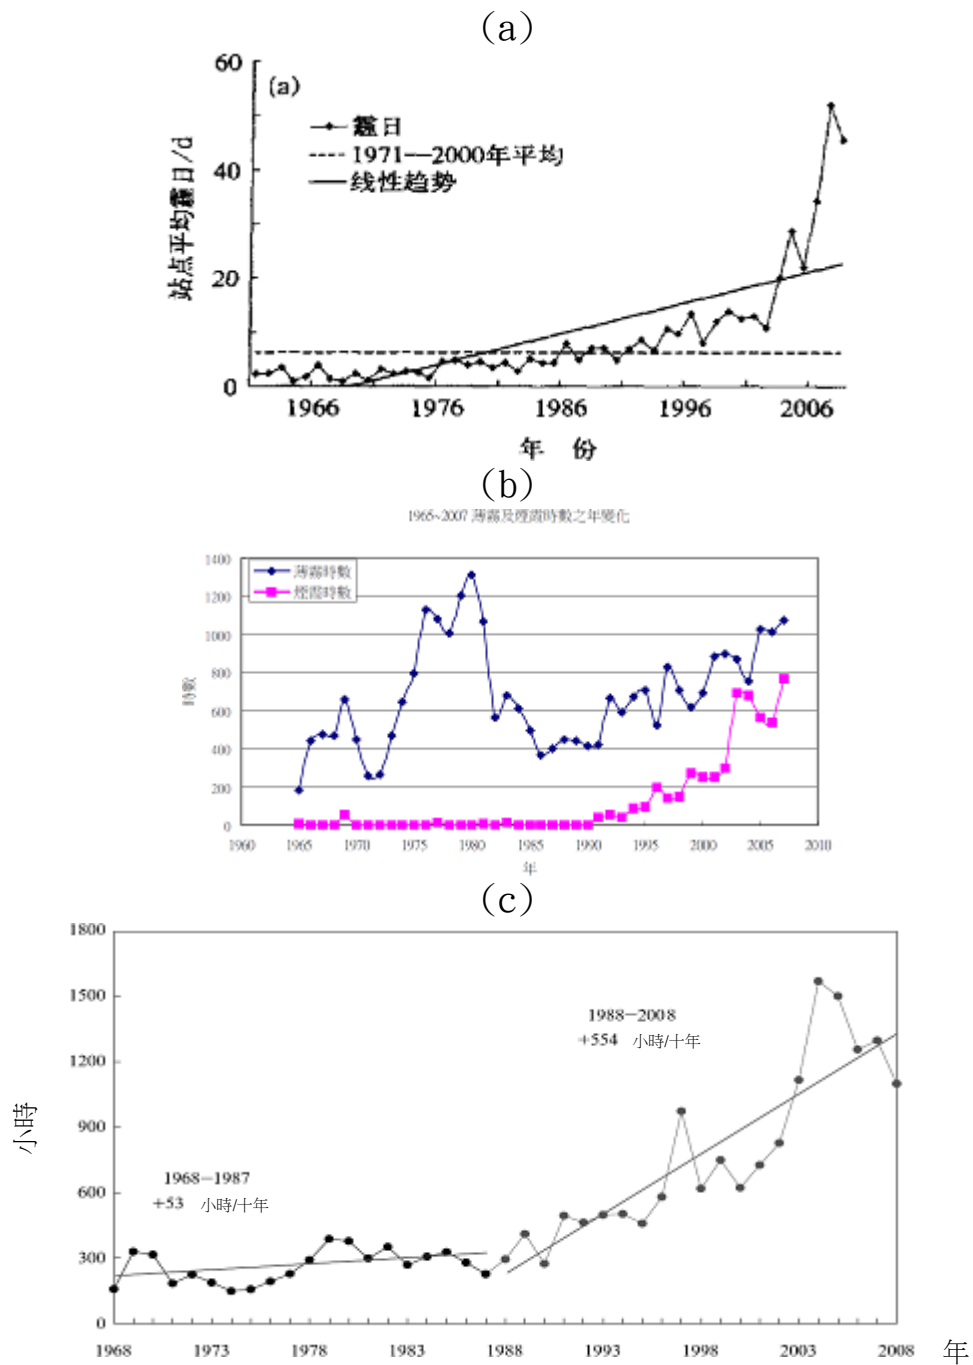 (a)
60
(a)
霾日
1971--2000年平均
线性趋势
40
20
0
站点平均霾日/d
1966 1976 1986 1996 2006
年 份
(b)
1965~2007 薄霧及煙霞時數之年變化
1400
薄霧時數
煙霞時數
1200
1000
800
600
400
200
0
時數
1960 1965 1970 1975 1980 1985 1990 1995 2000 2005 2010
年
(c)
1800
1500
1988—2008
+554 小時/十年
1200
小時
900
1968—1987
600
+53 小時/十年
300
0
1968 1973 1978 1983 1988 1993 1998 2003 2008 年